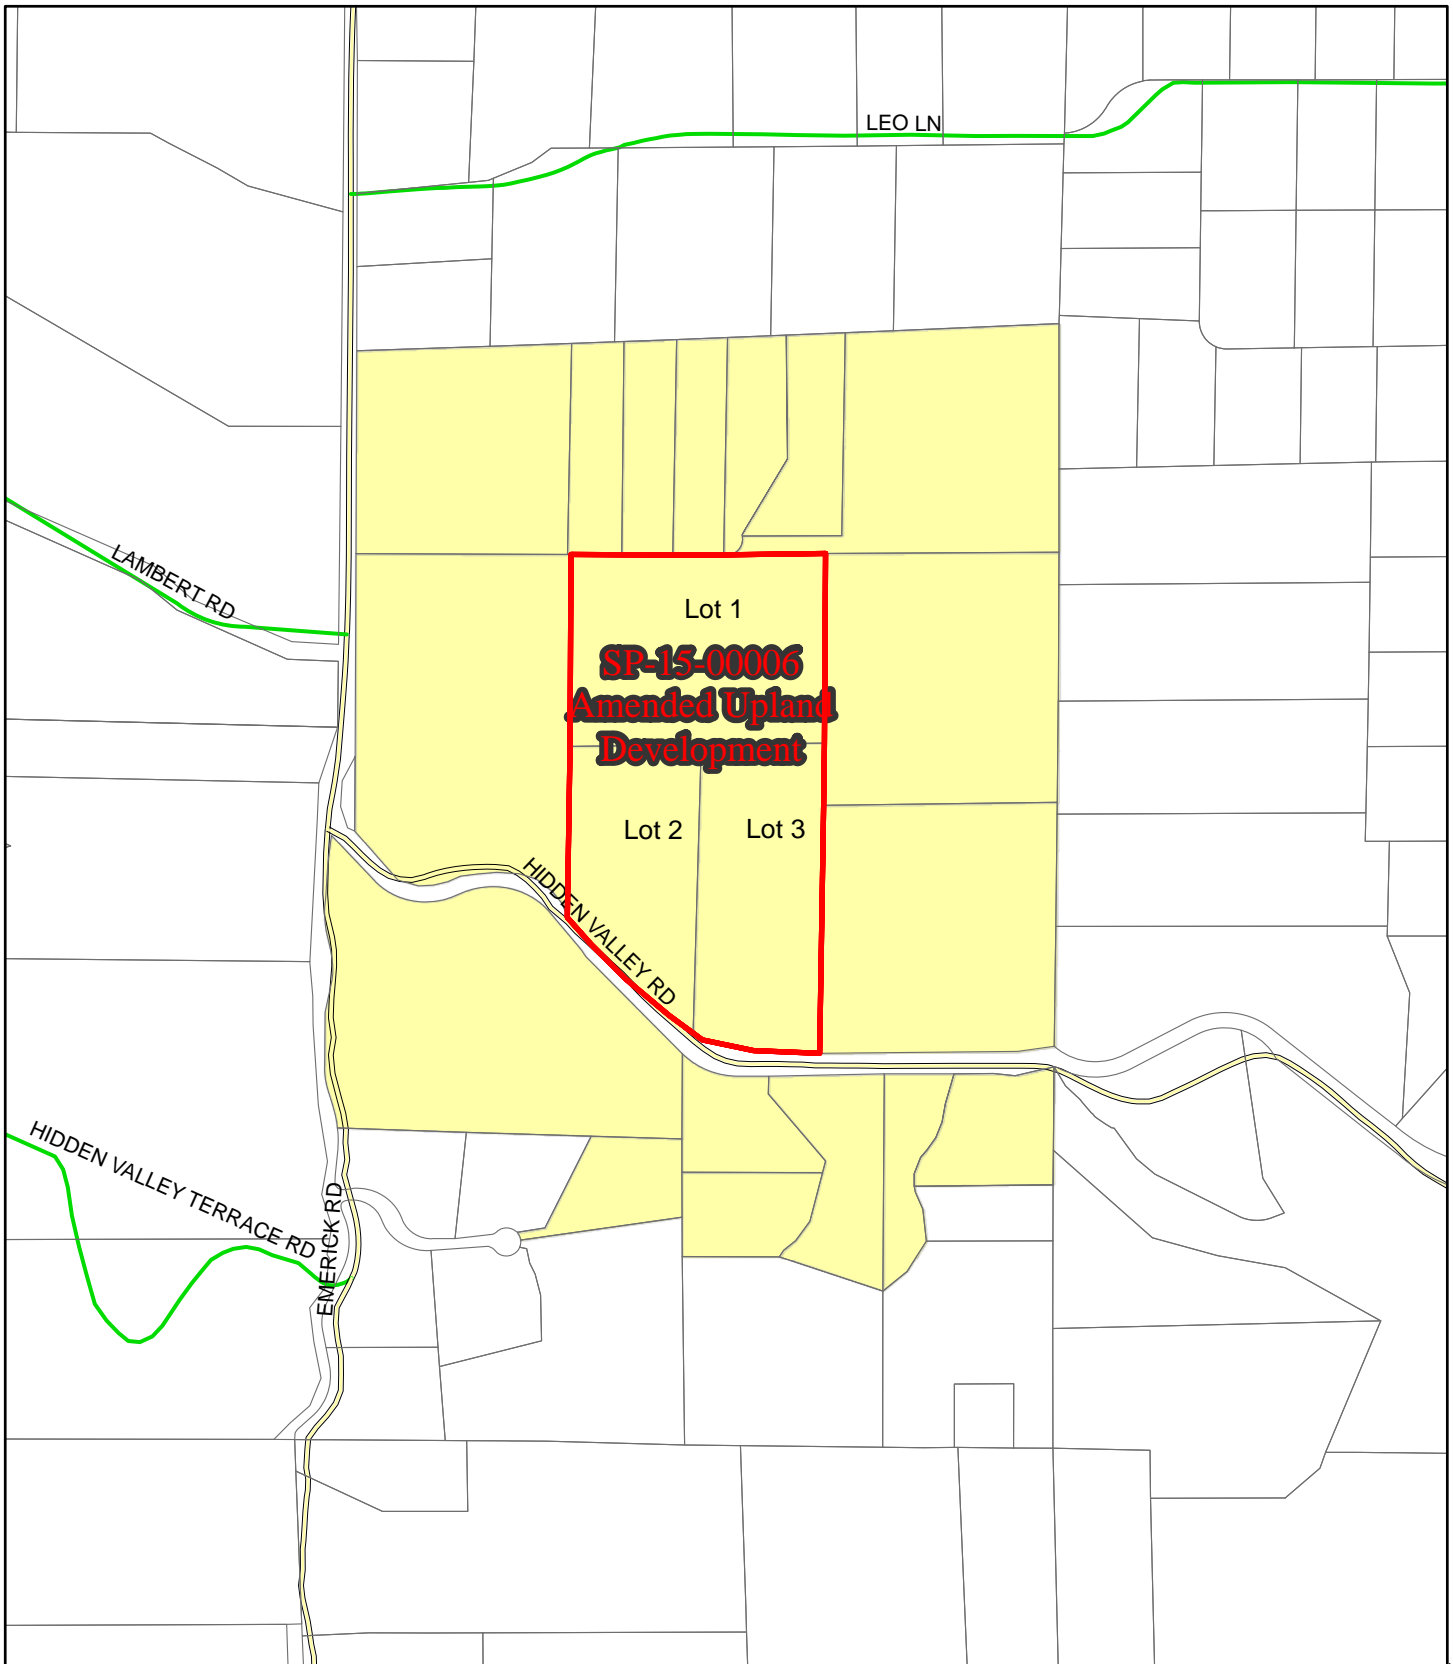 LEO LN
LAMBERT RD
Lot 1
SP-15-00006
Amended Upland
Development
Lot 2
Lot 3
HIDDEN VALLEY RD
HIDDEN VALLEY TERRACE RD
EMERICK RD